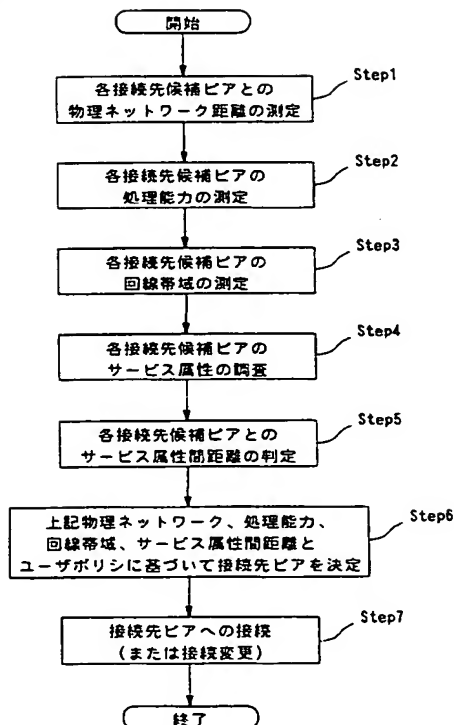 開始
Step1
各接続先候補ピアとの
物理ネットワーク距離の測定
Step2
各接続先候補ピアの
処理能力の測定
Step3
各接続先候補ピアの
回線帯域の測定
Step4
各接続先候補ピアの
サービス属性の調査
Step5
各接続先候補ピアとの
サービス属性間距離の判定
Step6
上記物理ネットワーク、処理能力、
回線帯域、サービス属性間距離と
ユーザポリシに基づいて接続先ピアを決定
Step7
接続先ピアへの接続
(または接続変更)
終了